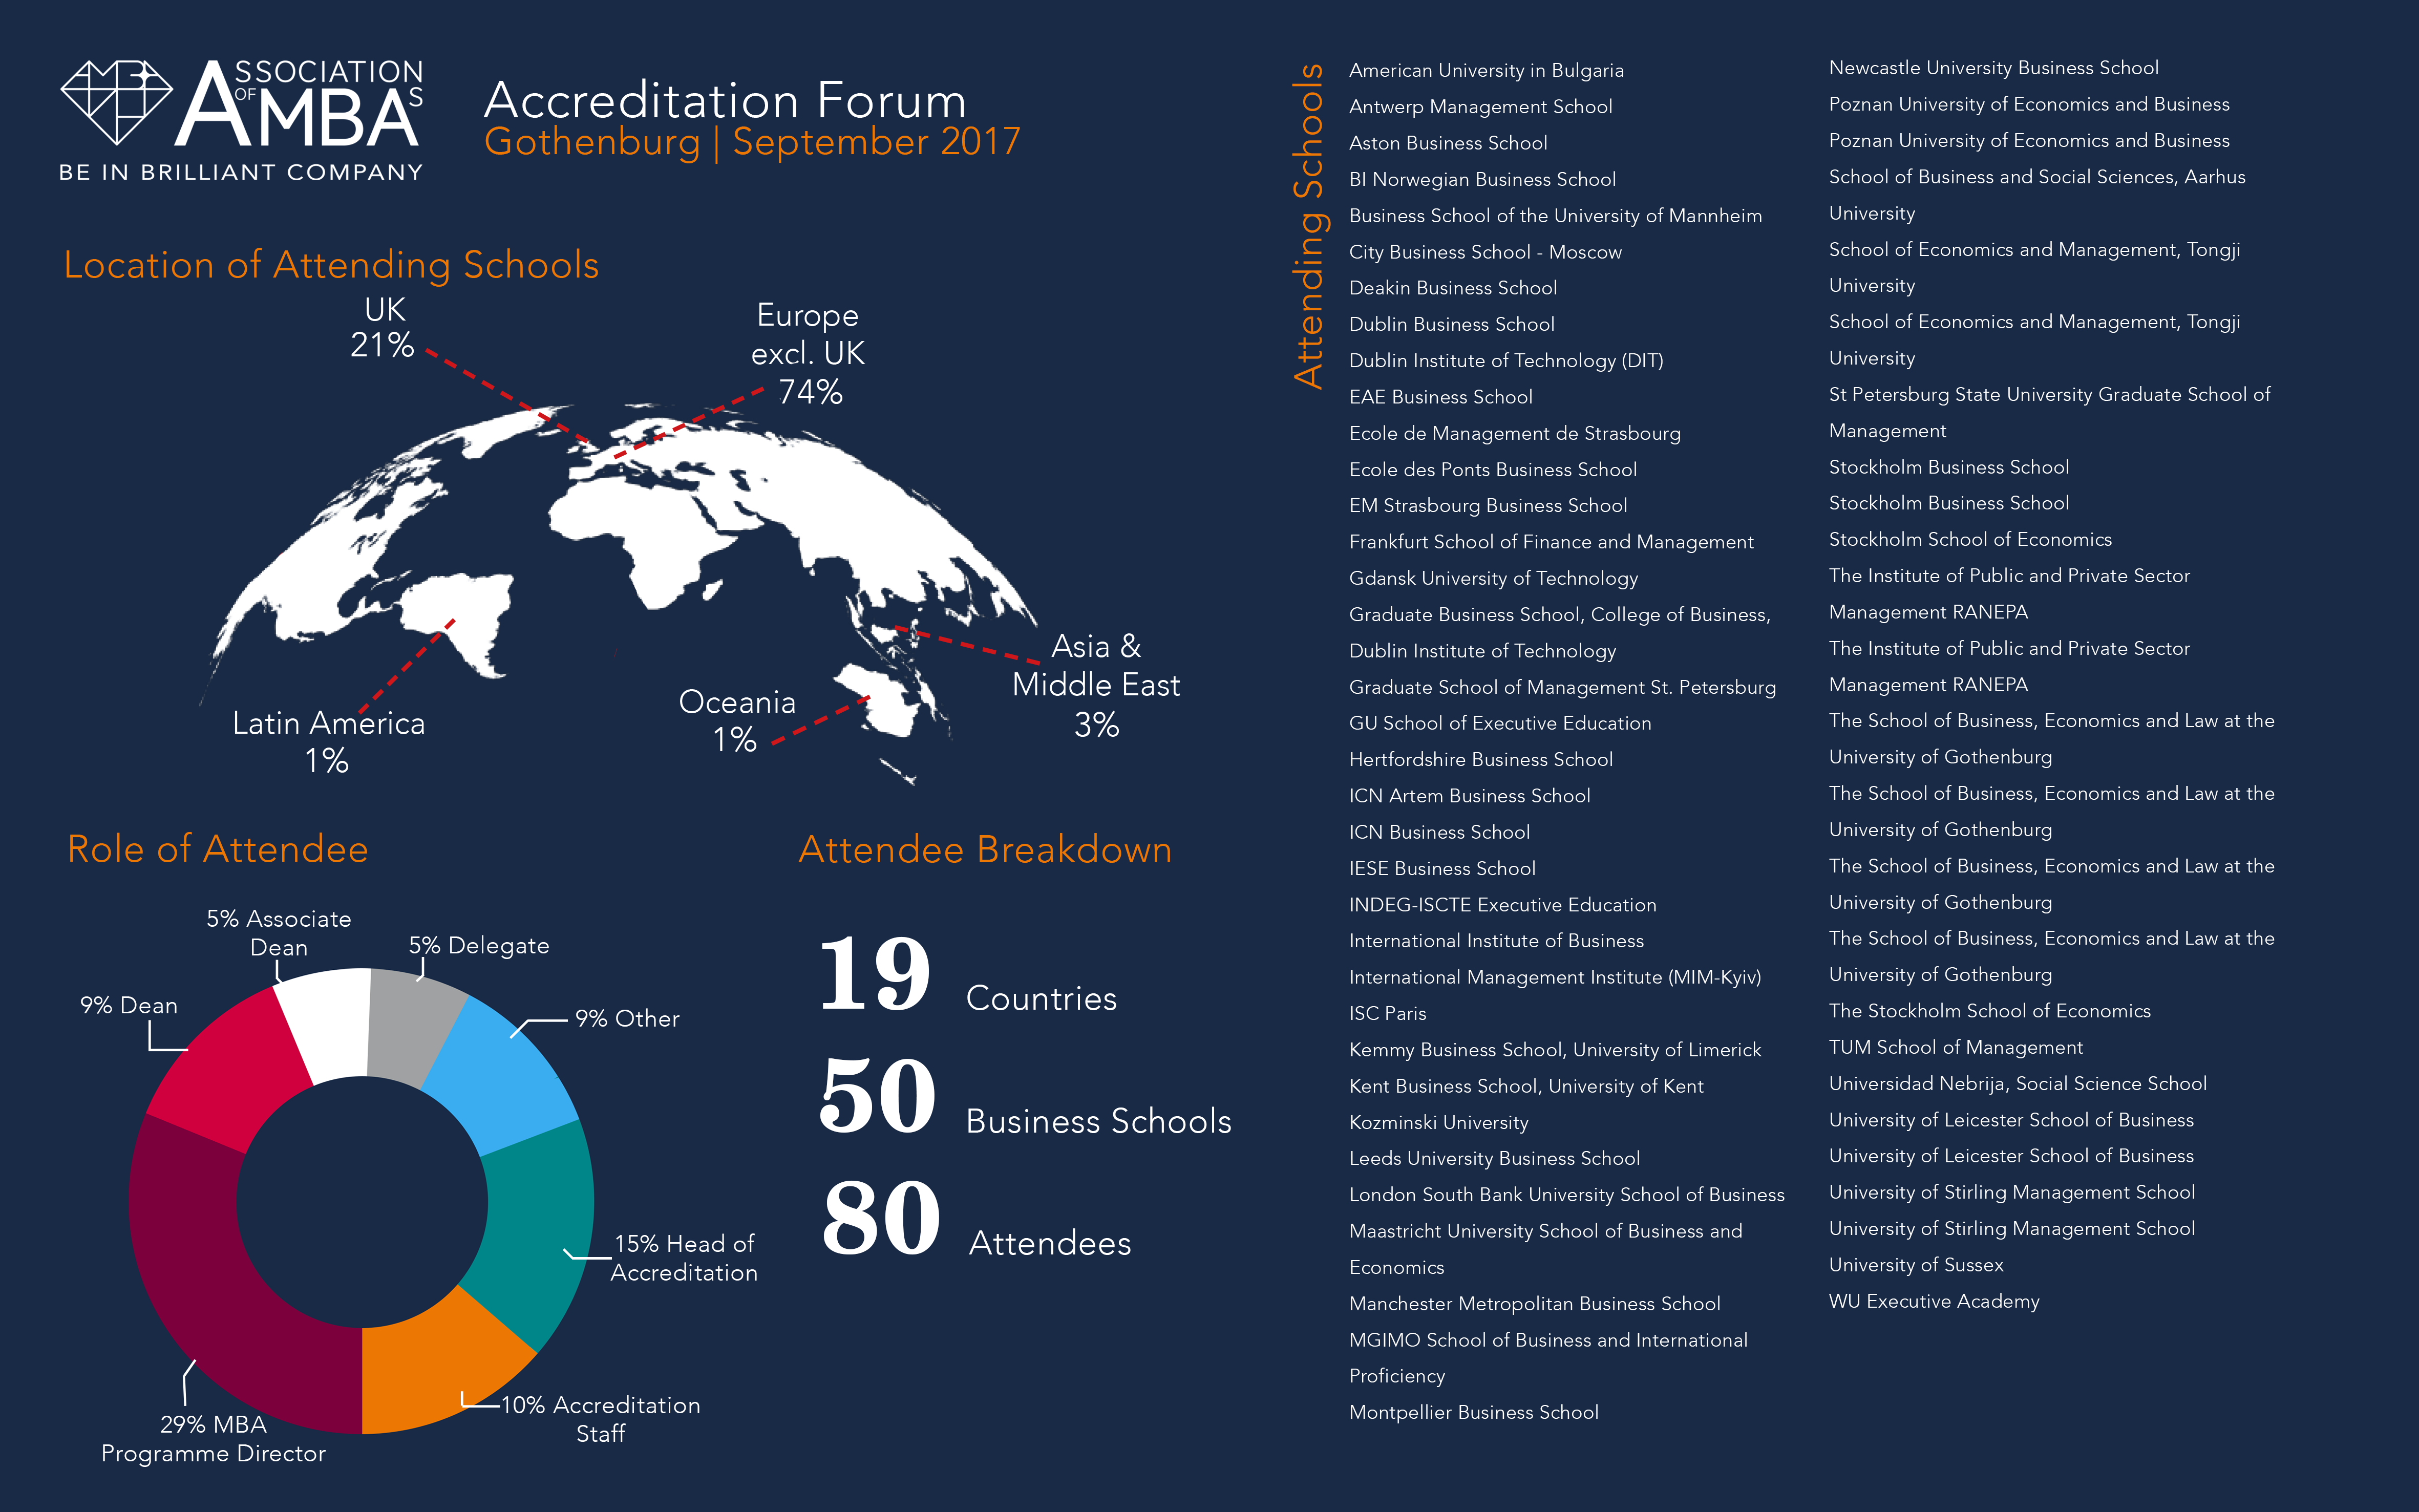 ASSOCIATION
OF AMBAS
BE IN BRILLIANT COMPANY
Accreditation Forum
Gothenburg | September 2017
Location of Attending Schools
UK
21%
Europe
excl. UK
74%
Asia &
Middle East
3%
Oceania
1%
Latin America
1%
Role of Attendee
5% Associate
Dean
5% Delegate
9% Dean
9% Other
15% Head of
Accreditation
10% Accreditation
Staff
29% MBA
Programme Director
Attendee Breakdown
19 Countries
50 Business Schools
80 Attendees
Attending Schools
American University in Bulgaria
Antwerp Management School
Aston Business School
BI Norwegian Business School
Business School of the University of Mannheim
City Business School - Moscow
Deakin Business School
Dublin Business School
Dublin Institute of Technology (DIT)
EAE Business School
Ecole de Management de Strasbourg
Ecole des Ponts Business School
EM Strasbourg Business School
Frankfurt School of Finance and Management
Gdansk University of Technology
Graduate Business School, College of Business,
Dublin Institute of Technology
Graduate School of Management St. Petersburg
GU School of Executive Education
Hertfordshire Business School
ICN Artem Business School
ICN Business School
IESE Business School
INDEG-ISCTE Executive Education
International Institute of Business
International Management Institute (MIM-Kyiv)
ISC Paris
Kemmy Business School, University of Limerick
Kent Business School, University of Kent
Kozminski University
Leeds University Business School
London South Bank University School of Business
Maastricht University School of Business and
Economics
Manchester Metropolitan Business School
MGIMO School of Business and International
Proficiency
Montpellier Business School
Newcastle University Business School
Poznan University of Economics and Business
Poznan University of Economics and Business
School of Business and Social Sciences, Aarhus
University
School of Economics and Management, Tongji
University
School of Economics and Management, Tongji
University
St Petersburg State University Graduate School of
Management
Stockholm Business School
Stockholm Business School
Stockholm School of Economics
The Institute of Public and Private Sector
Management RANEPA
The Institute of Public and Private Sector
Management RANEPA
The School of Business, Economics and Law at the
University of Gothenburg
The School of Business, Economics and Law at the
University of Gothenburg
The School of Business, Economics and Law at the
University of Gothenburg
The School of Business, Economics and Law at the
University of Gothenburg
The Stockholm School of Economics
TUM School of Management
Universidad Nebrija, Social Science School
University of Leicester School of Business
University of Leicester School of Business
University of Stirling Management School
University of Stirling Management School
University of Sussex
WU Executive Academy